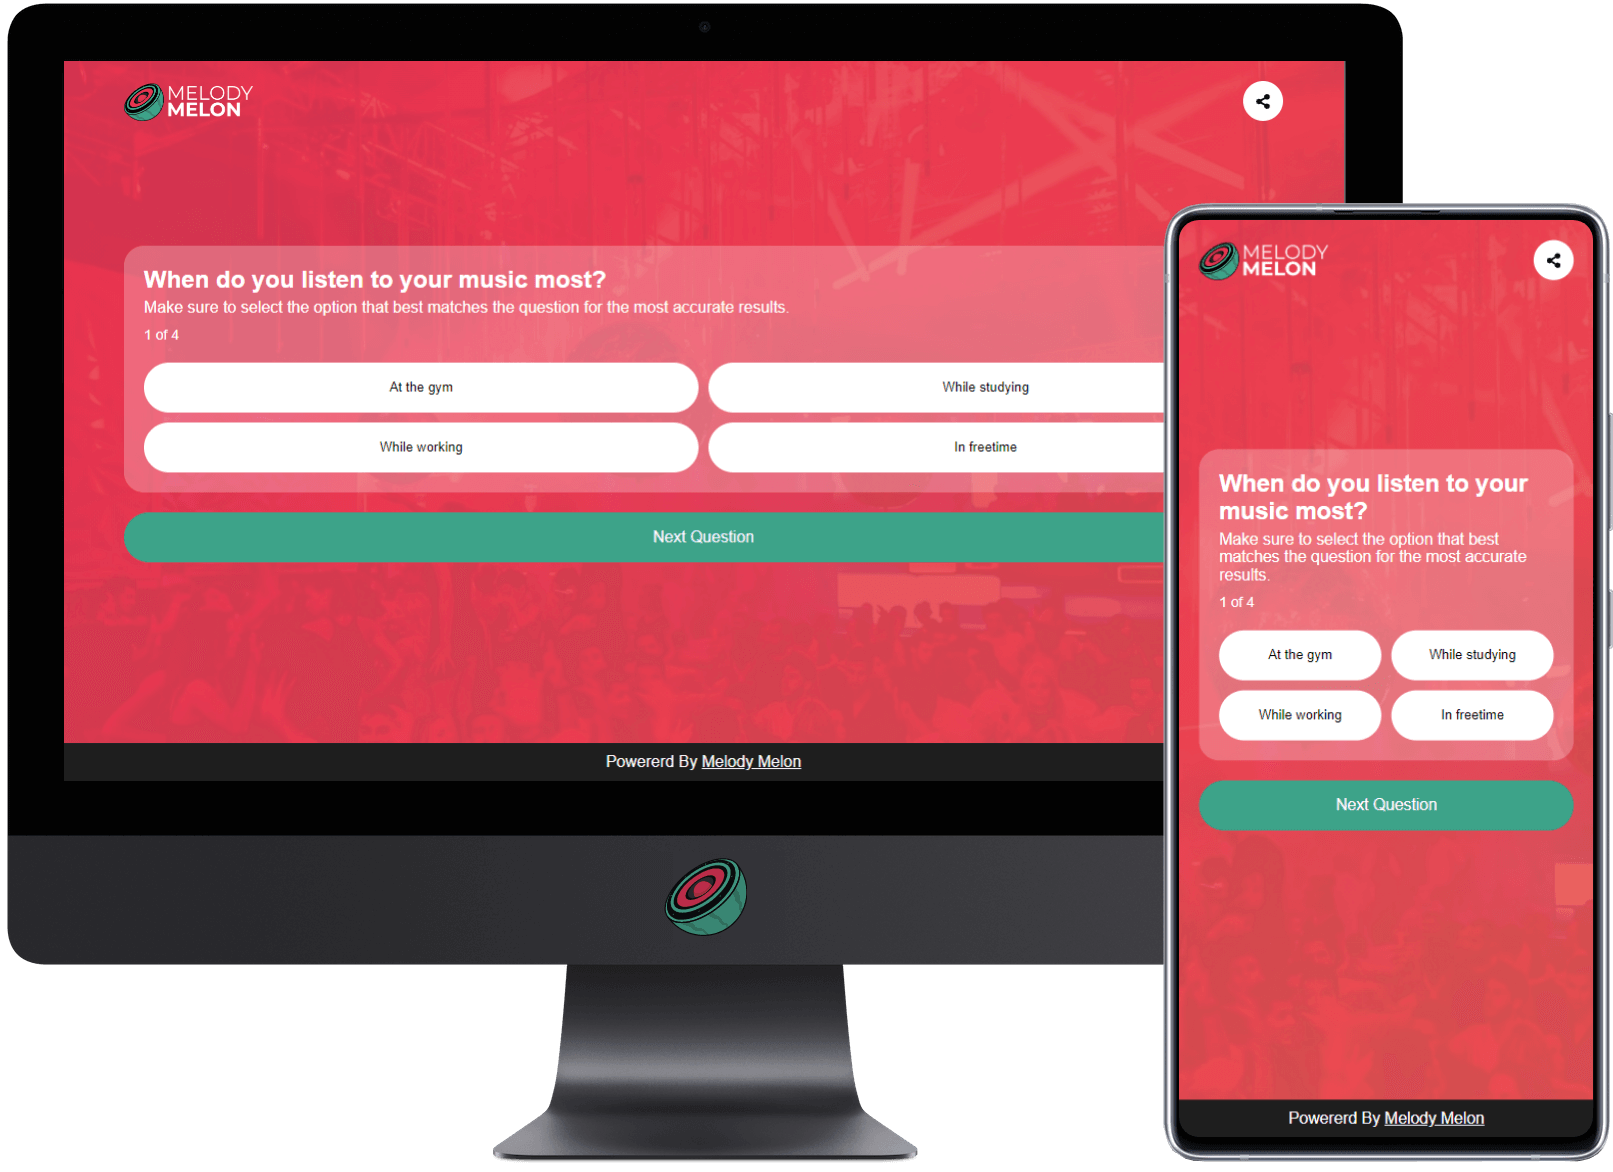 MELODY
MELON
When do you listen to your music most?
Make sure to select the option that best matches the question for the most accurate results.
1 of 4
At the gym
While studying
While working
In freetime
Next Question
Powererd By Melody Melon
MELODY
MELON
When do you listen to your
music most?
Make sure to select the option that best
matches the question for the most accurate
results.
1 of 4
At the gym
While studying
While working
In freetime
Next Question
Powererd By Melody Melon